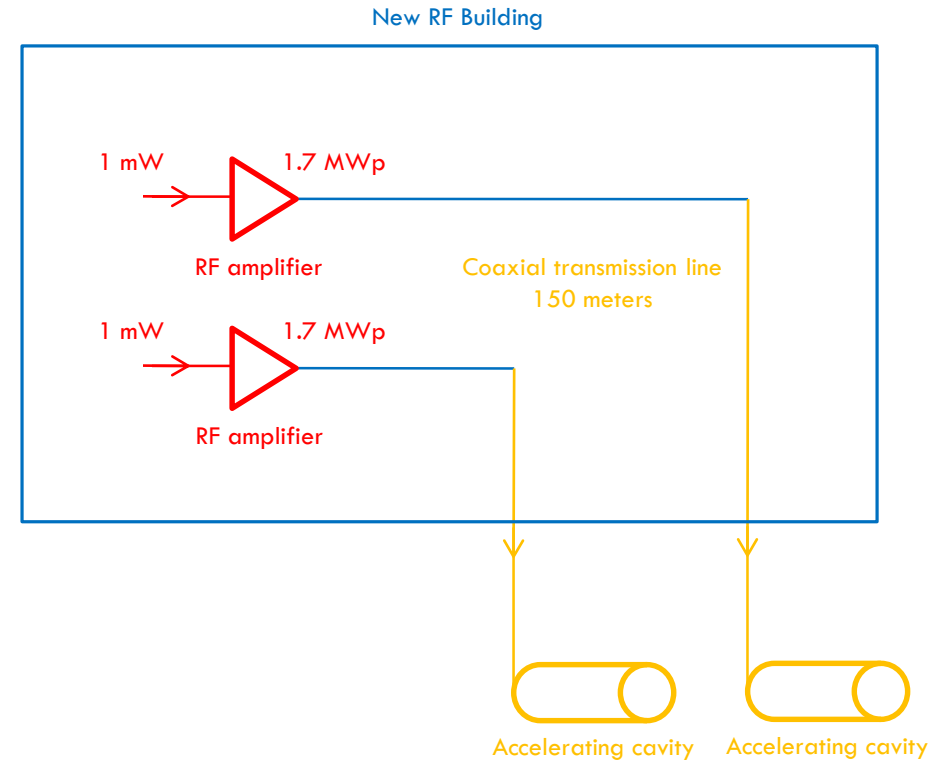 New RF Building
1 mW
1.7 MWp
RF amplifier
Coaxial transmission line
150 meters
1 mW
1.7 MWp
RF amplifier
Accelerating cavity
Accelerating cavity